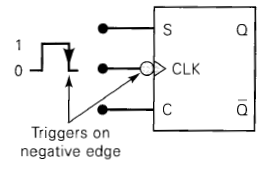 S Q
1
0
CLK
C Q̅
Triggers on
negative edge